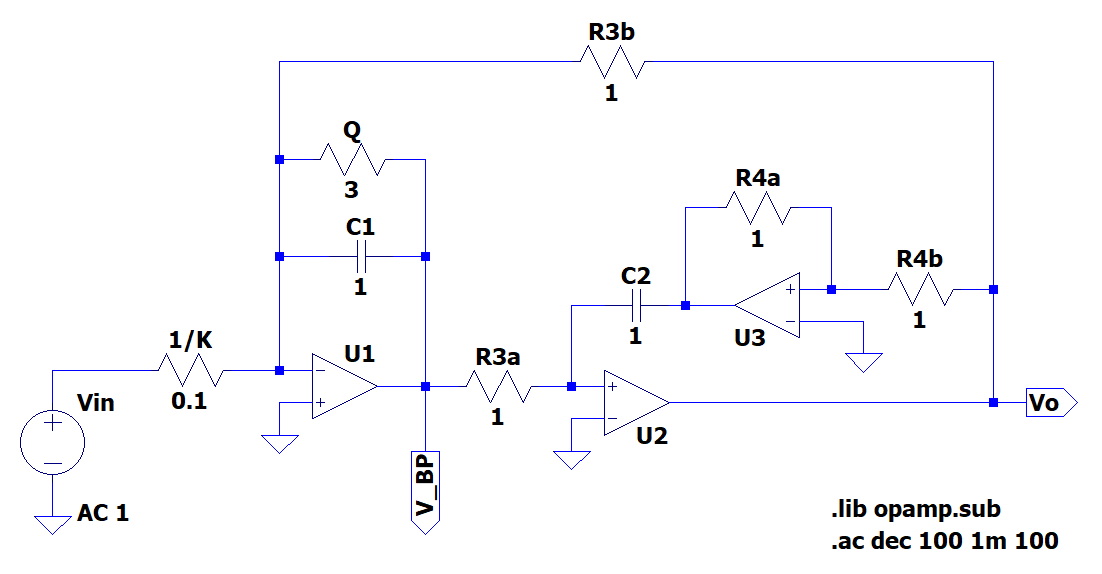 R3b
1
Q
3
C1
1
R4a
1
R4b
1
C2
1
U3
1/K
0.1
U1
R3a
1
U2
Vin
AC 1
V_BP
Vo
.lib opamp.sub
.ac dec 100 1m 100